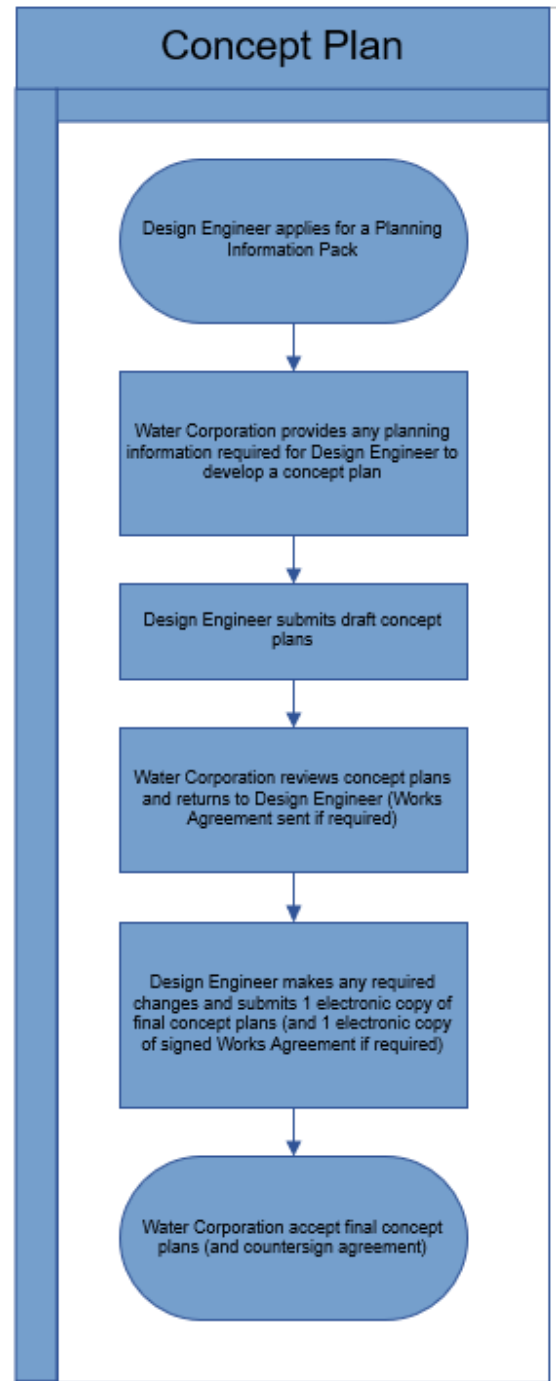 Concept Plan
Design Engineer applies for a Planning
Information Pack
Water Corporation provides any planning
information required for Design Engineer to
develop a concept plan
Design Engineer submits draft concept
plans
Water Corporation reviews concept plans
and returns to Design Engineer (Works
Agreement sent if required)
Design Engineer makes any required
changes and submits 1 electronic copy of
final concept plans (and 1 electronic copy
of signed Works Agreement if required)
Water Corporation accept final concept
plans (and countersign agreement)